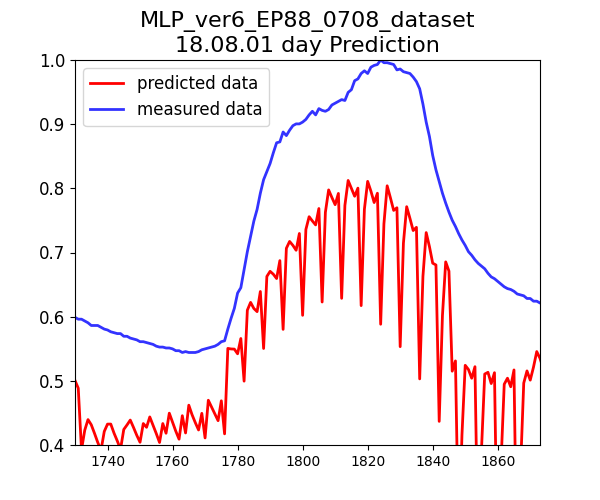 MLP_ver6_EP88_0708_dataset
18.08.01 day Prediction
predicted data
measured data
1.0
0.9
0.8
0.7
0.6
0.5
0.4
1740 1760 1780 1800 1820 1840 1860